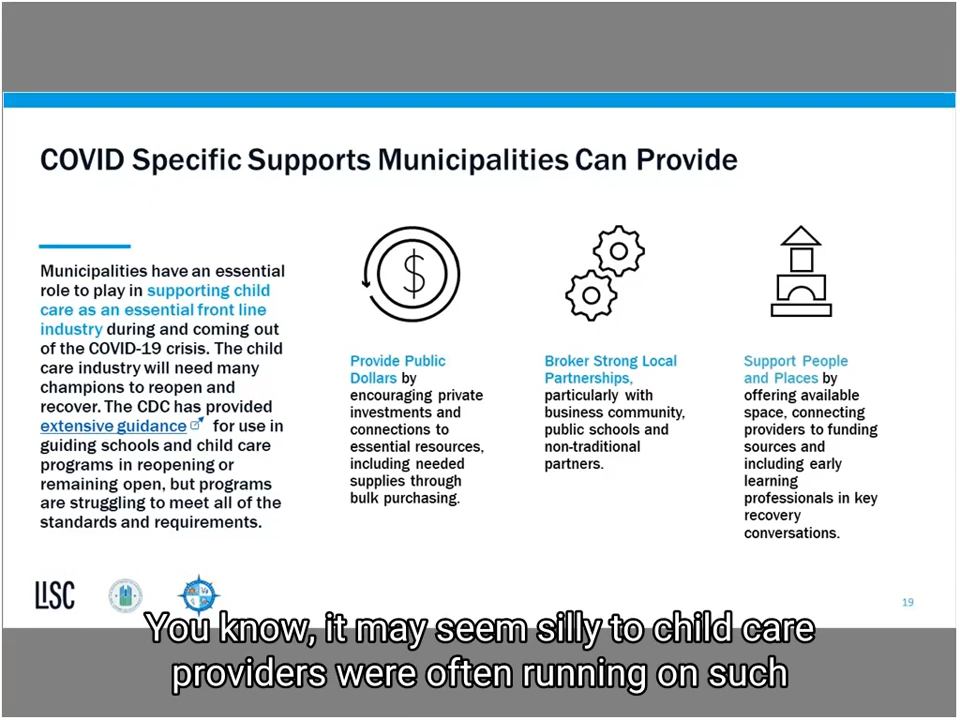 COVID Specific Supports Municipalities Can Provide
Municipalities have an essential
role to play in supporting child
care as an essential front line
industry during and coming out
of the COVID-19 crisis. The child
care industry will need many
champions to reopen and
recover. The CDC has provided
extensive guidance for use in
guiding schools and child care
programs in reopening or
remaining open, but programs
are struggling to meet all of the
standards and requirements.
$
Provide Public
Dollars by
encouraging private
investments and
connections to
essential resources,
including needed
supplies through
bulk purchasing.
Broker Strong Local
Partnerships,
particularly with
business community,
public schools and
non-traditional
partners.
Support People
and Places by
offering available
space, connecting
providers to funding
sources and
including early
learning
professionals in key
recovery
conversations.
LISC
19
You know, it may seem silly to child care
providers were often running on such